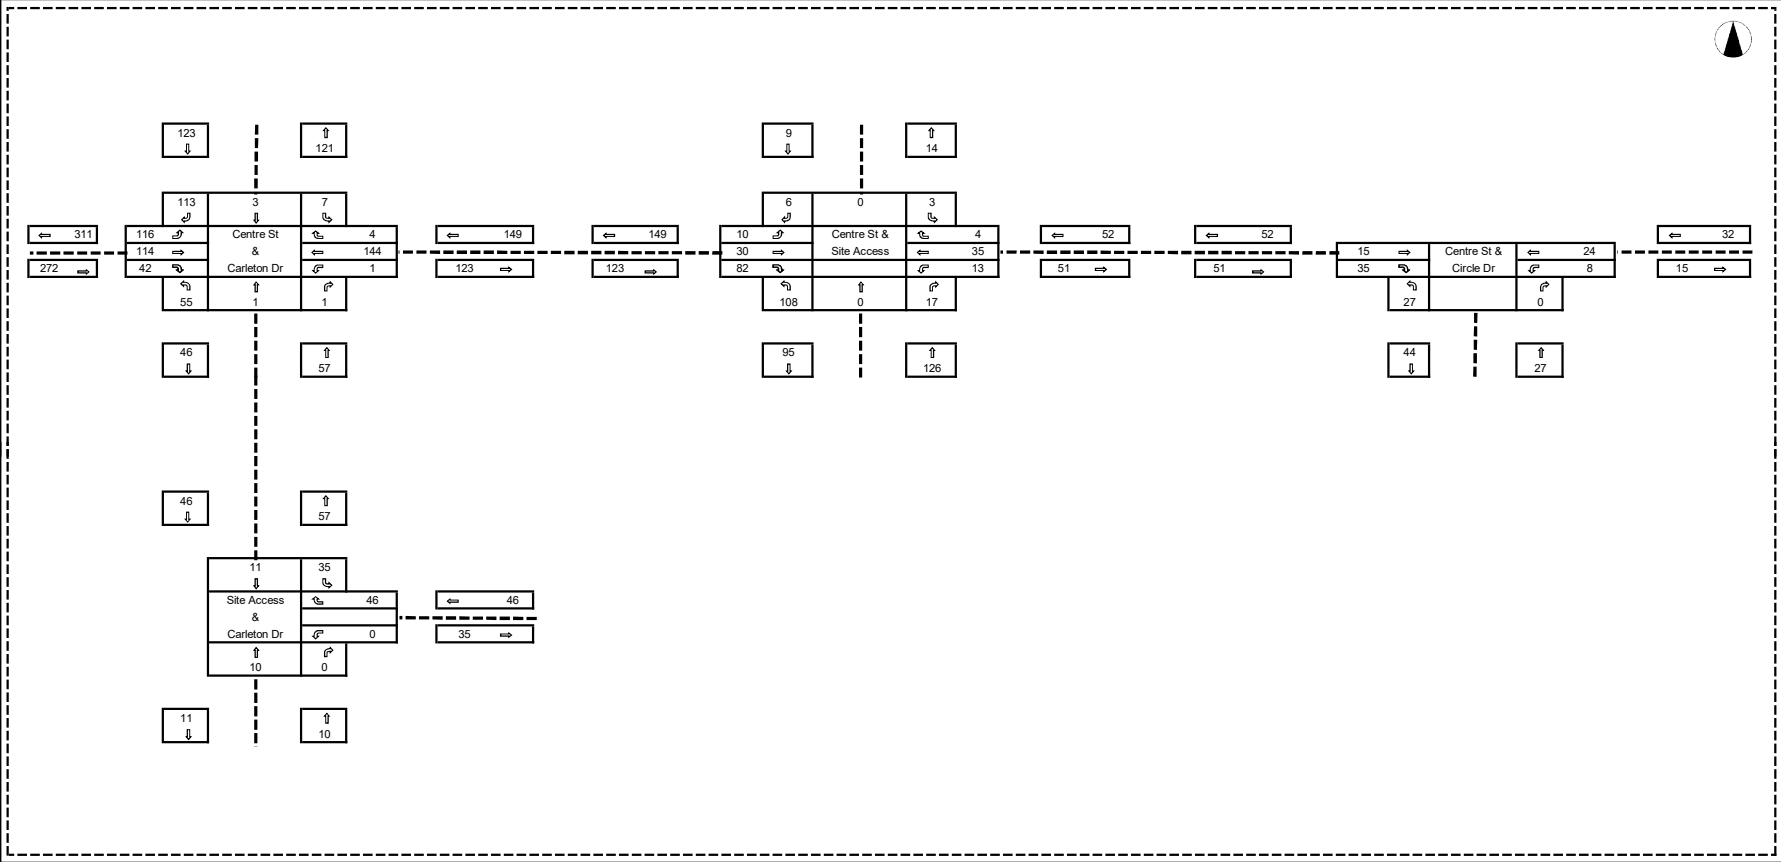 123 121 9 14
113 3 7 6 0 3
311 116 Centre St 4 149 149 10 Centre St & 4 52 52 32
114 & 144 30 Site Access 35 15 Centre St & 24
272 42 Carleton Dr 1 123 123 82 13 51 51 35 Circle Dr 8 15
55 1 1 108 0 17 27 0
46 57 95 126 44 27
46 57
11 35
Site Access 46 46
&
Carleton Dr 0 35
10 0
11 10